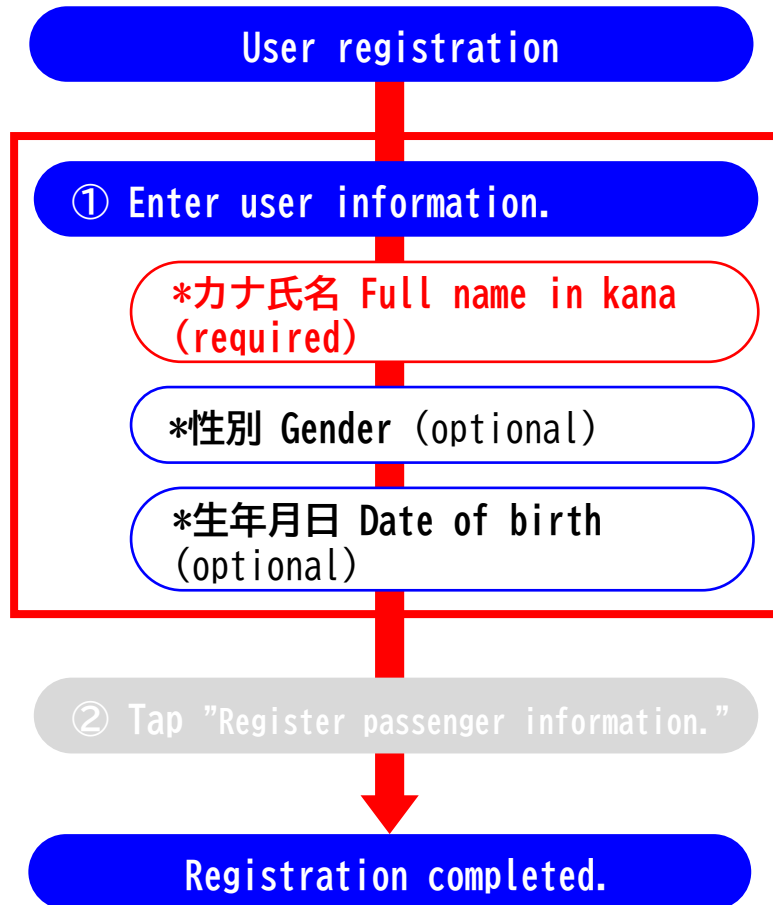 User registration
① Enter user information.
*カナ氏名 Full name in kana
(required)
*性別 Gender (optional)
*生年月日 Date of birth
(optional)
② Tap ”Register passenger information.”
Registration completed.